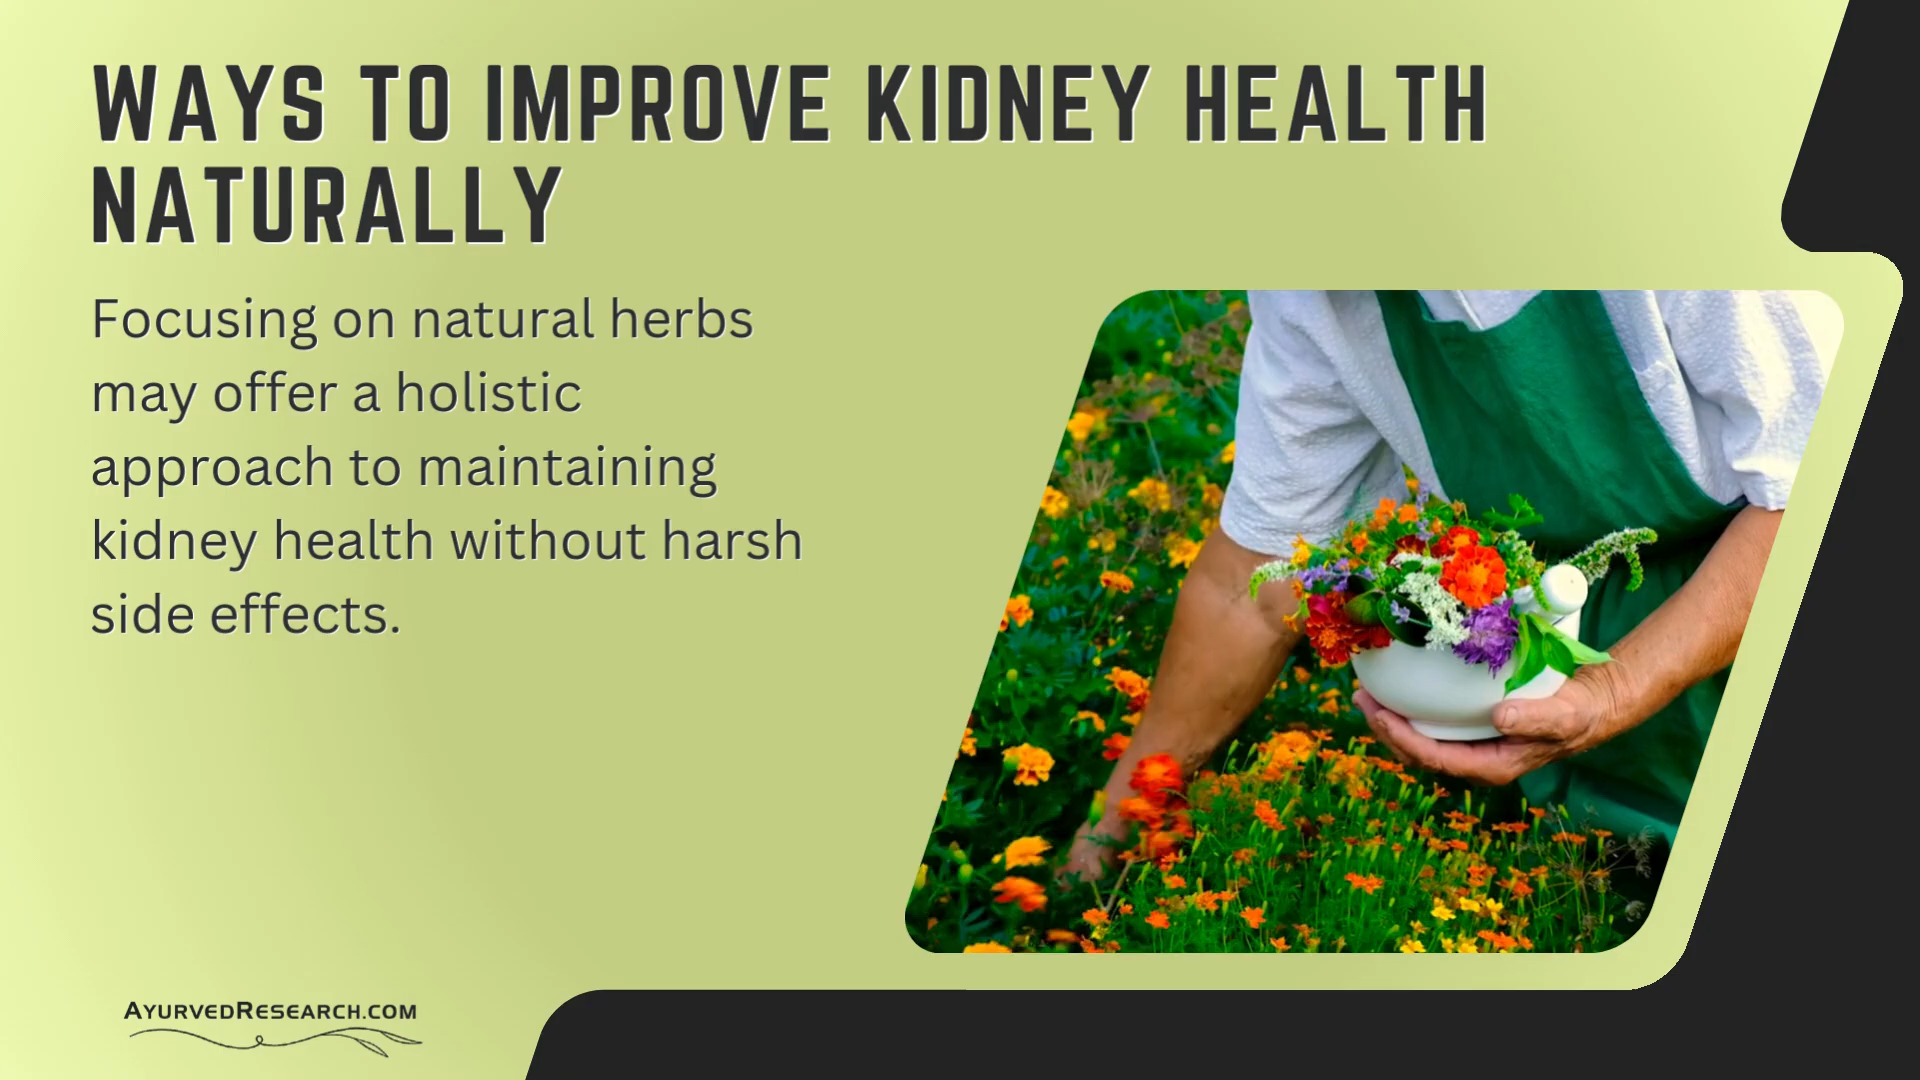 WAYS TO IMPROVE KIDNEY HEALTH
NATURALLY
Focusing on natural herbs
may offer a holistic
approach to maintaining
kidney health without harsh
side effects.
AYURVEDRESEARCH.COM